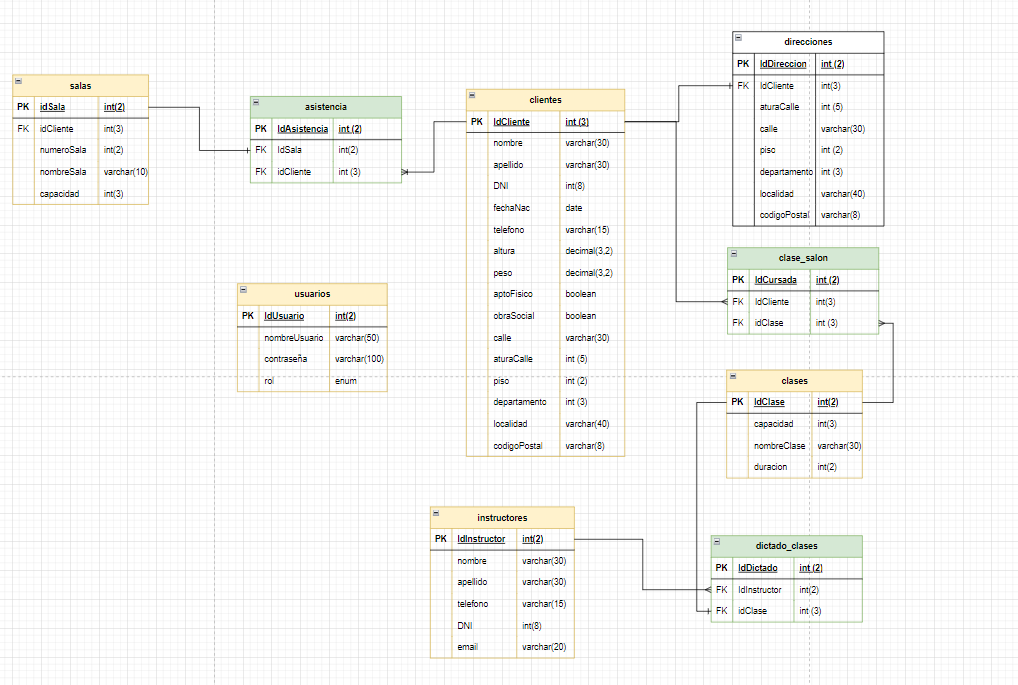 salas
PK idSala int(2)
FK idCliente int(3)
numeroSala int(2)
nombreSala varchar(10)
capacidad int(3)
asistencia
PK IdAsistencia int (2)
FK IdSala int(2)
FK idCliente int (3)
clientes
PK IdCliente int (3)
nombre varchar(30)
apellido varchar(30)
DNI int(8)
fechaNac date
telefono varchar(15)
altura decimal(3,2)
peso decimal(3,2)
aptoFisico boolean
obraSocial boolean
calle varchar(30)
aturaCalle int (5)
piso int (2)
departamento int (3)
localidad varchar(40)
codigoPostal varchar(8)
direcciones
PK IdDireccion int (2)
FK IdCliente int(3)
aturaCalle int (5)
calle varchar(30)
piso int (2)
departamento int (3)
localidad varchar(40)
codigoPostal varchar(8)
clase_salon
PK IdCursada int (2)
FK IdCliente int(3)
FK idClase int (3)
usuarios
PK IdUsuario int(2)
nombreUsuario varchar(50)
contraseña varchar(100)
rol enum
clases
PK IdClase int(2)
capacidad int(3)
nombreClase varchar(30)
duracion int(2)
instructores
PK IdInstructor int(2)
nombre varchar(30)
apellido varchar(30)
telefono varchar(15)
DNI int(8)
email varchar(20)
dictado_clases
PK IdDictado int (2)
FK IdInstructor int(2)
FK idClase int (3)